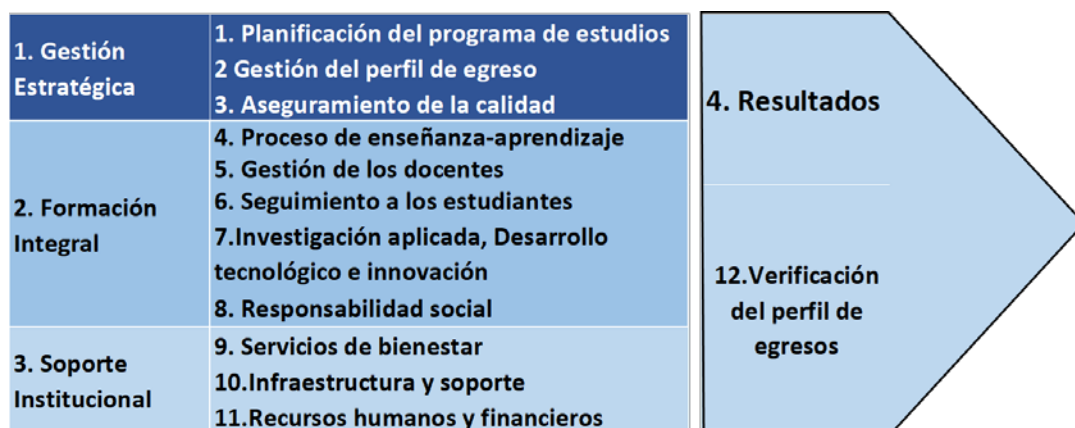 1. Gestión
Estratégica
1. Planificación del programa de estudios
2 Gestión del perfil de egreso
3. Aseguramiento de la calidad
2. Formación
Integral
4. Proceso de enseñanza-aprendizaje
5. Gestión de los docentes
6. Seguimiento a los estudiantes
7.Investigación aplicada, Desarrollo
tecnológico e innovación
8. Responsabilidad social
3. Soporte
Institucional
9. Servicios de bienestar
10.Infraestructura y soporte
11.Recursos humanos y financieros
4. Resultados
12.Verificación
del perfil de
egresos